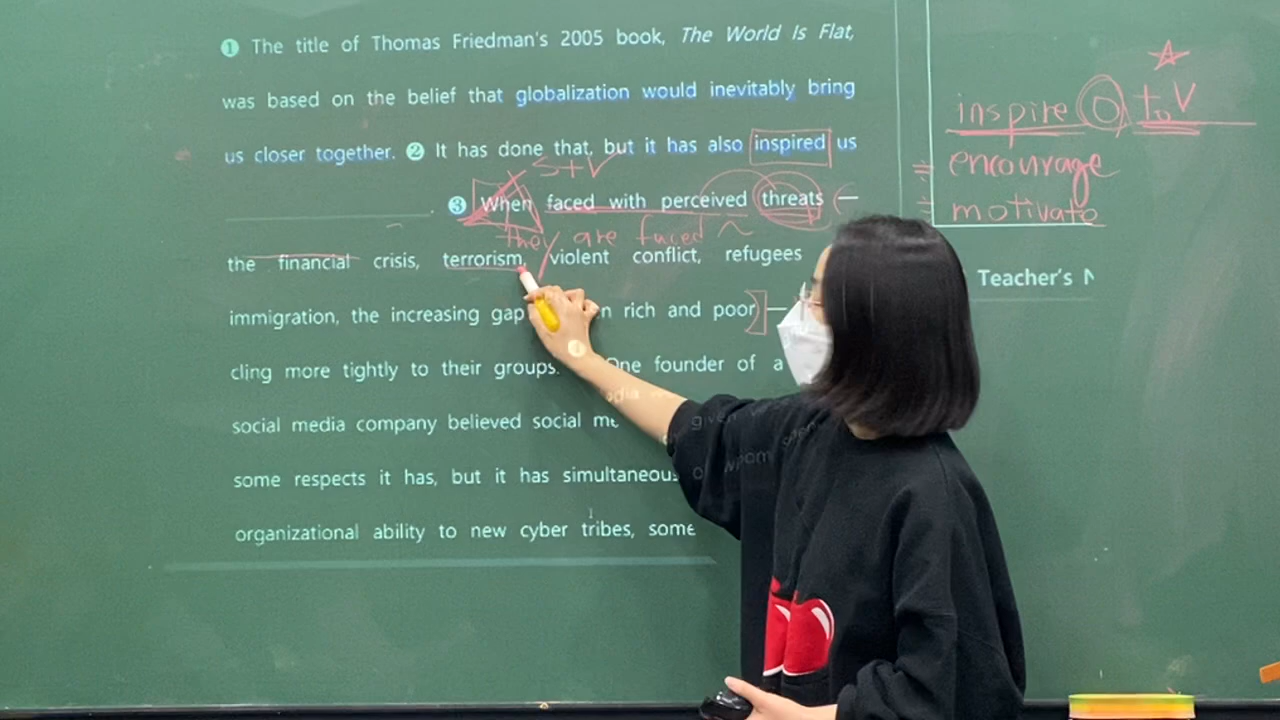 ❶ The title of Thomas Friedman's 2005 book, The World Is Flat,
was based on the belief that globalization would inevitably bring
us closer together. ❷ It has done that, but it has also inspired us
S+V
❸ When faced with perceived threats —
they are faced ~
the financial crisis, terrorism, violent conflict, refugees
immigration, the increasing gap rich and poor —
cling more tightly to their groups. One founder of a
social media company believed social
some respects it has, but it has
organizational ability to new cyber tribes, some
☆
inspire O to V
= encourage
= motivate
Teacher's
given
whom